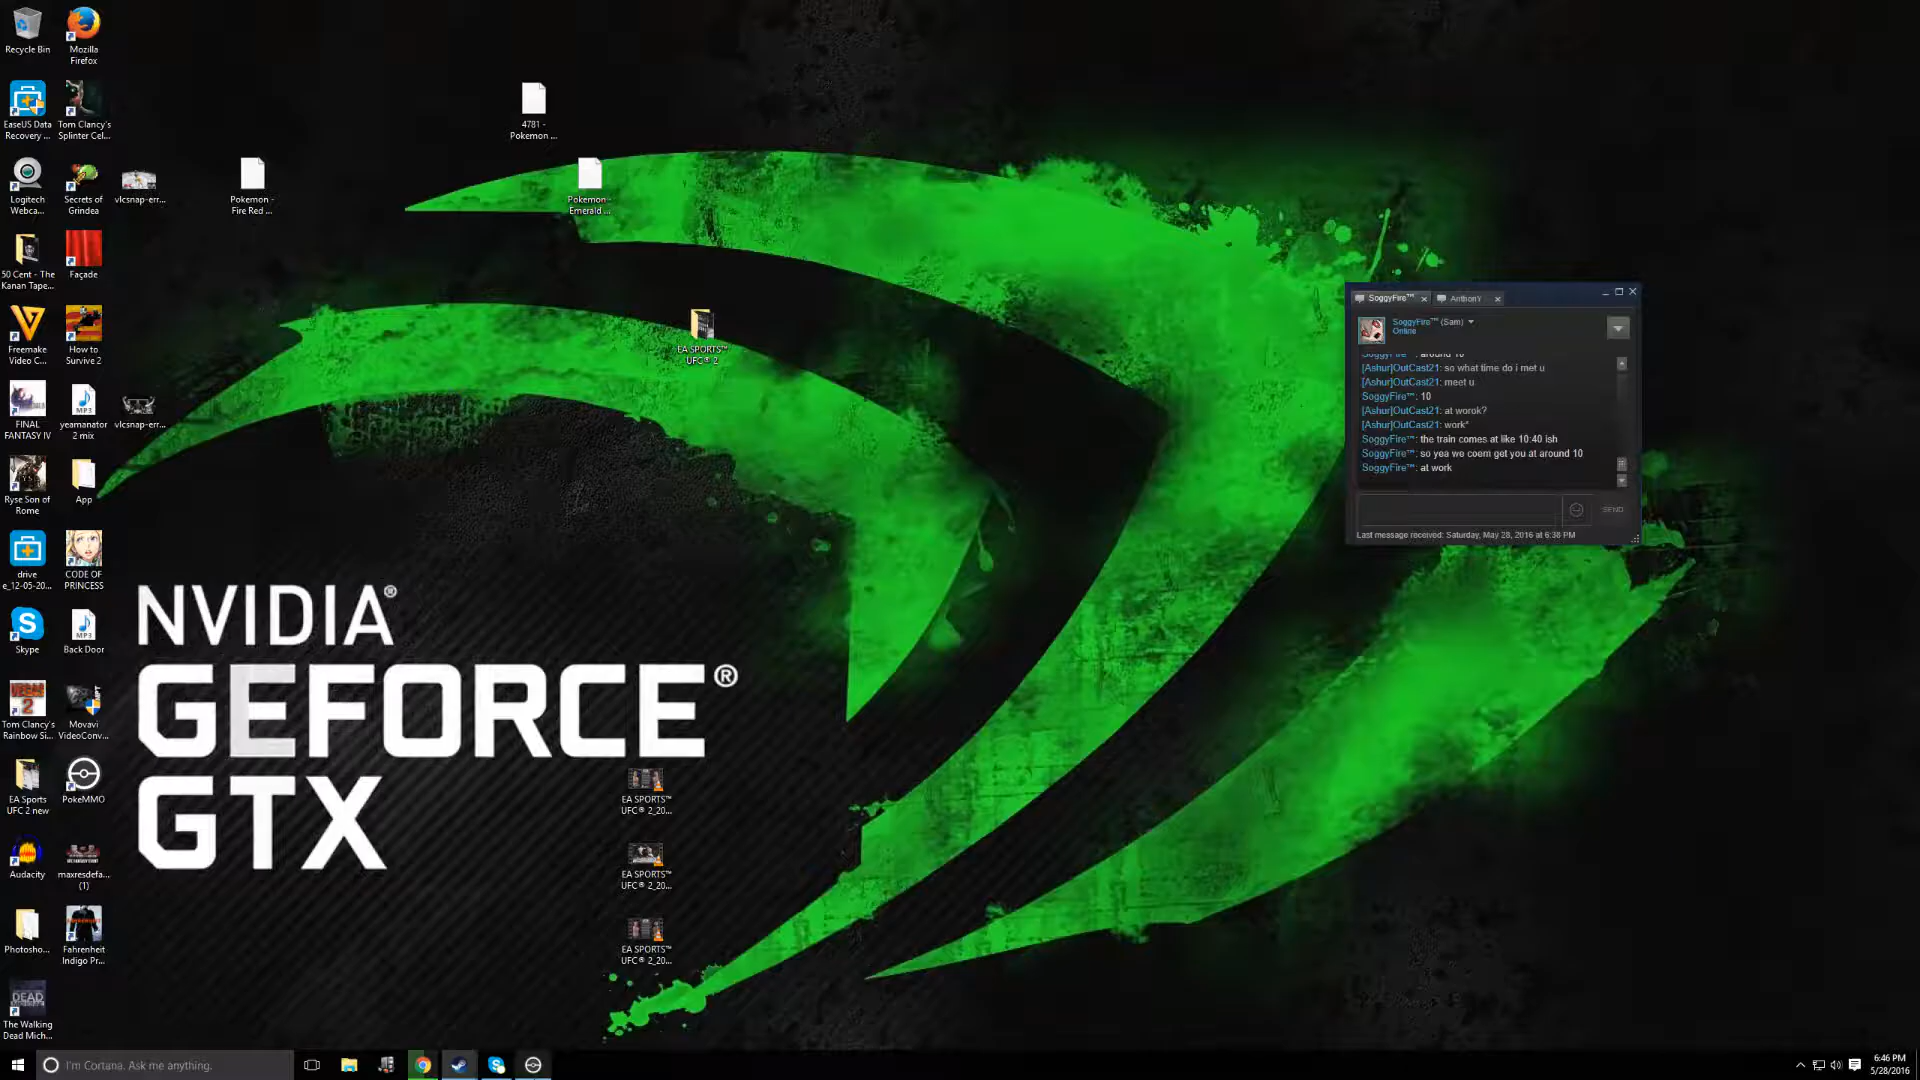 Recycle Bin
Mozilla
Firefox
EaseUS Data
Recovery ...
Tom Clancy's
Splinter Cel...
4781 -
Pokemon ...
Logitech
Webca...
Secrets of
Grindea
vlcsnap-err...
Pokemon -
Fire Red ...
Pokemon -
Emerald ...
50 Cent - The
Kanan Tape...
Façade
Freemake
Video C...
How to
Survive 2
EA SPORTS™
UFC® 2
FINAL
FANTASY IV
MP3
yeamanator
2 mix
vlcsnap-err...
Ryse Son of
Rome
App
drive
e_12-05-20...
CODE OF
PRINCESS
Skype
MP3
Back Door
Tom Clancy's
Rainbow Si...
Movavi
VideoConv...
EA Sports
UFC 2 new
PokeMMO
Audacity
maxresdefa...
(1)
Photosho...
Fahrenheit
Indigo Pr...
The Walking
Dead Mich...
NVIDIA®
GEFORCE®
GTX
EA SPORTS™
UFC® 2_20...
EA SPORTS™
UFC® 2_20...
EA SPORTS™
UFC® 2_20...
SoggyFire™
AnthonY
SoggyFire™ (Sam)
Online
SoggyFire™: around 10
[Ashur]OutCast21: so what time do i met u
[Ashur]OutCast21: meet u
SoggyFire™: 10
[Ashur]OutCast21: at worok?
[Ashur]OutCast21: work*
SoggyFire™: the train comes at like 10:40 ish
SoggyFire™: so yea we coem get you at around 10
SoggyFire™: at work
SEND
Last message received: Saturday, May 28, 2016 at 6:38 PM
I'm Cortana. Ask me anything.
6:46 PM
5/28/2016